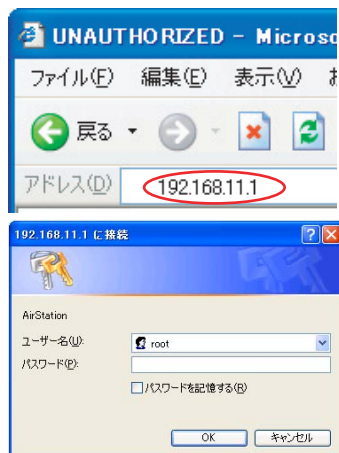 UNAUTHORIZED - Micros
ファイル(F) 編集(E) 表示(V)
戻る
アドレス(D) 192.168.11.1
192.168.11.1 に接続
AirStation
ユーザー名(U):
root
パスワード(P):
パスワードを記憶する(R)
OK キャンセル